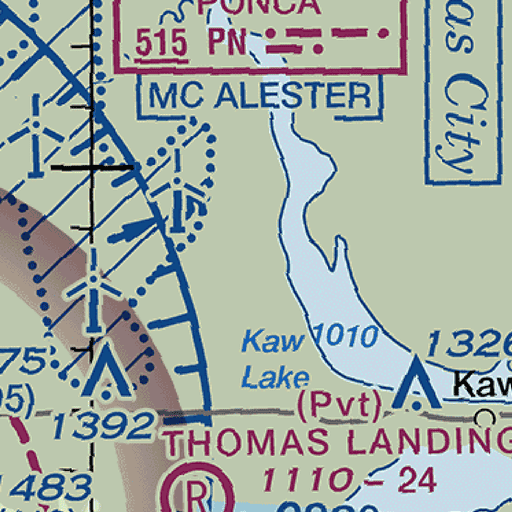 PONCA
515 PN
MC ALESTER
as City
Kaw 1010
Lake
1326
75
Kaw
5)
(Pvt)
1392
THOMAS LANDING
1483
R
1110 - 24